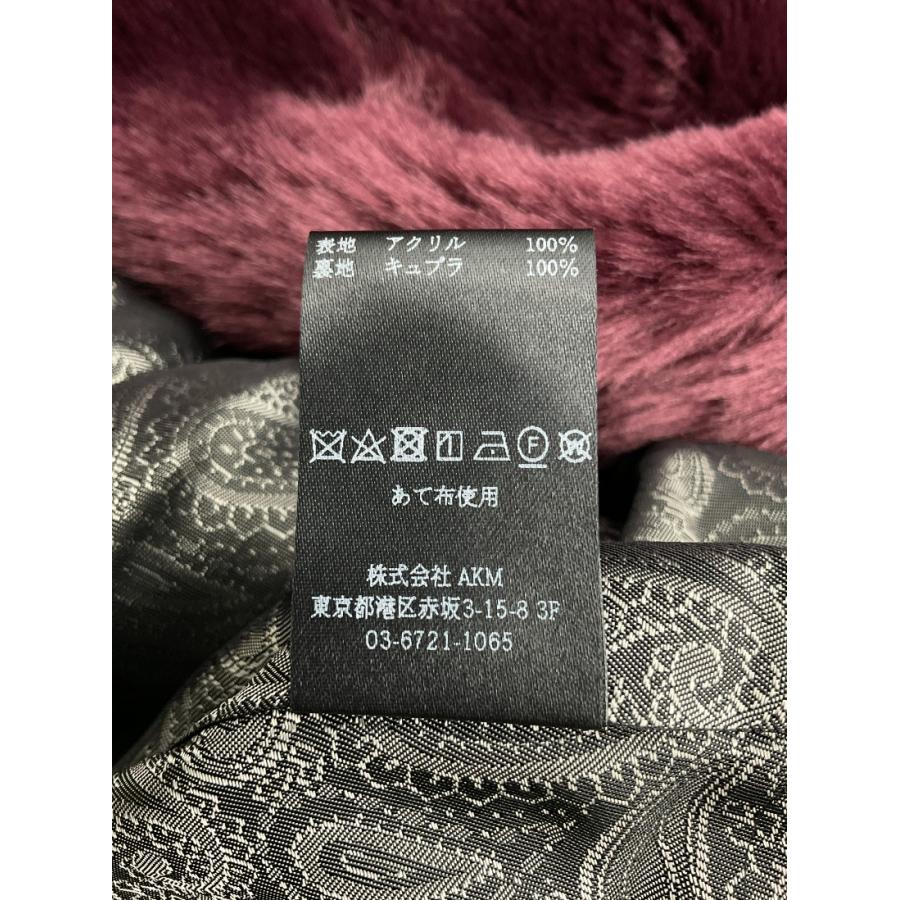 表地 アクリル 100%
裏地 キュプラ 100%
F W
あて布使用
株式会社 AKM
東京都港区赤坂3-15-8 3F
03-6721-1065